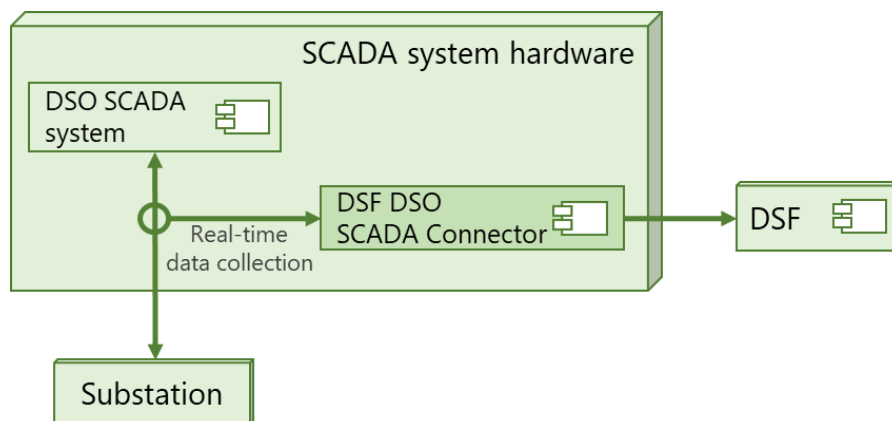 SCADA system hardware
DSO SCADA
system
DSF DSO
SCADA Connector
Real-time
data collection
DSF
Substation